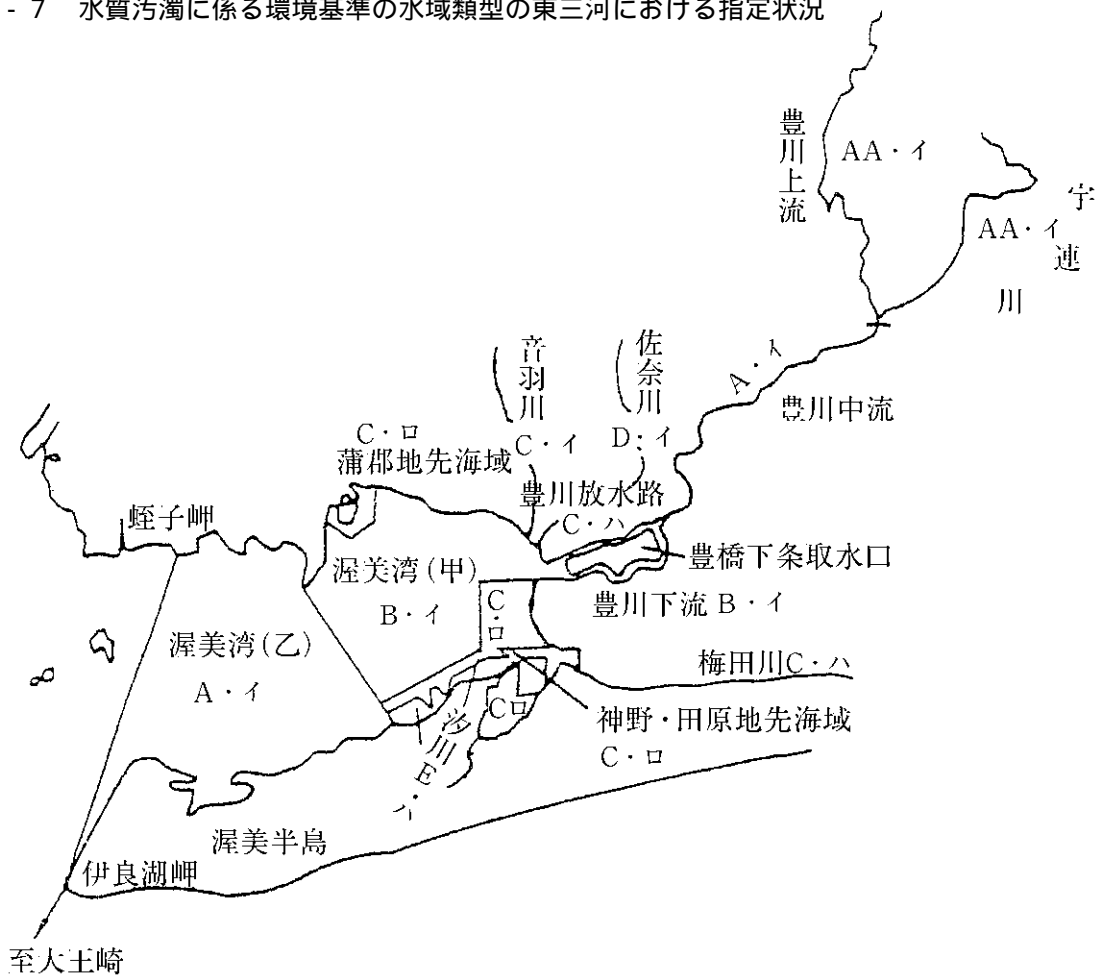 - 7 水質汚濁に係る環境基準の水域類型の東三河における指定状況
豊川上流
AA・イ
宇連川
AA・イ
A・イ
豊川中流
音羽川
C・イ
佐奈川
D・イ
C・ロ
蒲郡地先海域
豊川放水路
C・ハ
蛭子岬
豊橋下条取水口
渥美湾(甲)
B・イ
C・ロ
豊川下流 B・イ
渥美湾(乙)
A・イ
梅田川C・ハ
Cロ
汐川E・ハ
神野・田原地先海域
C・ロ
渥美半島
伊良湖岬
至大王崎